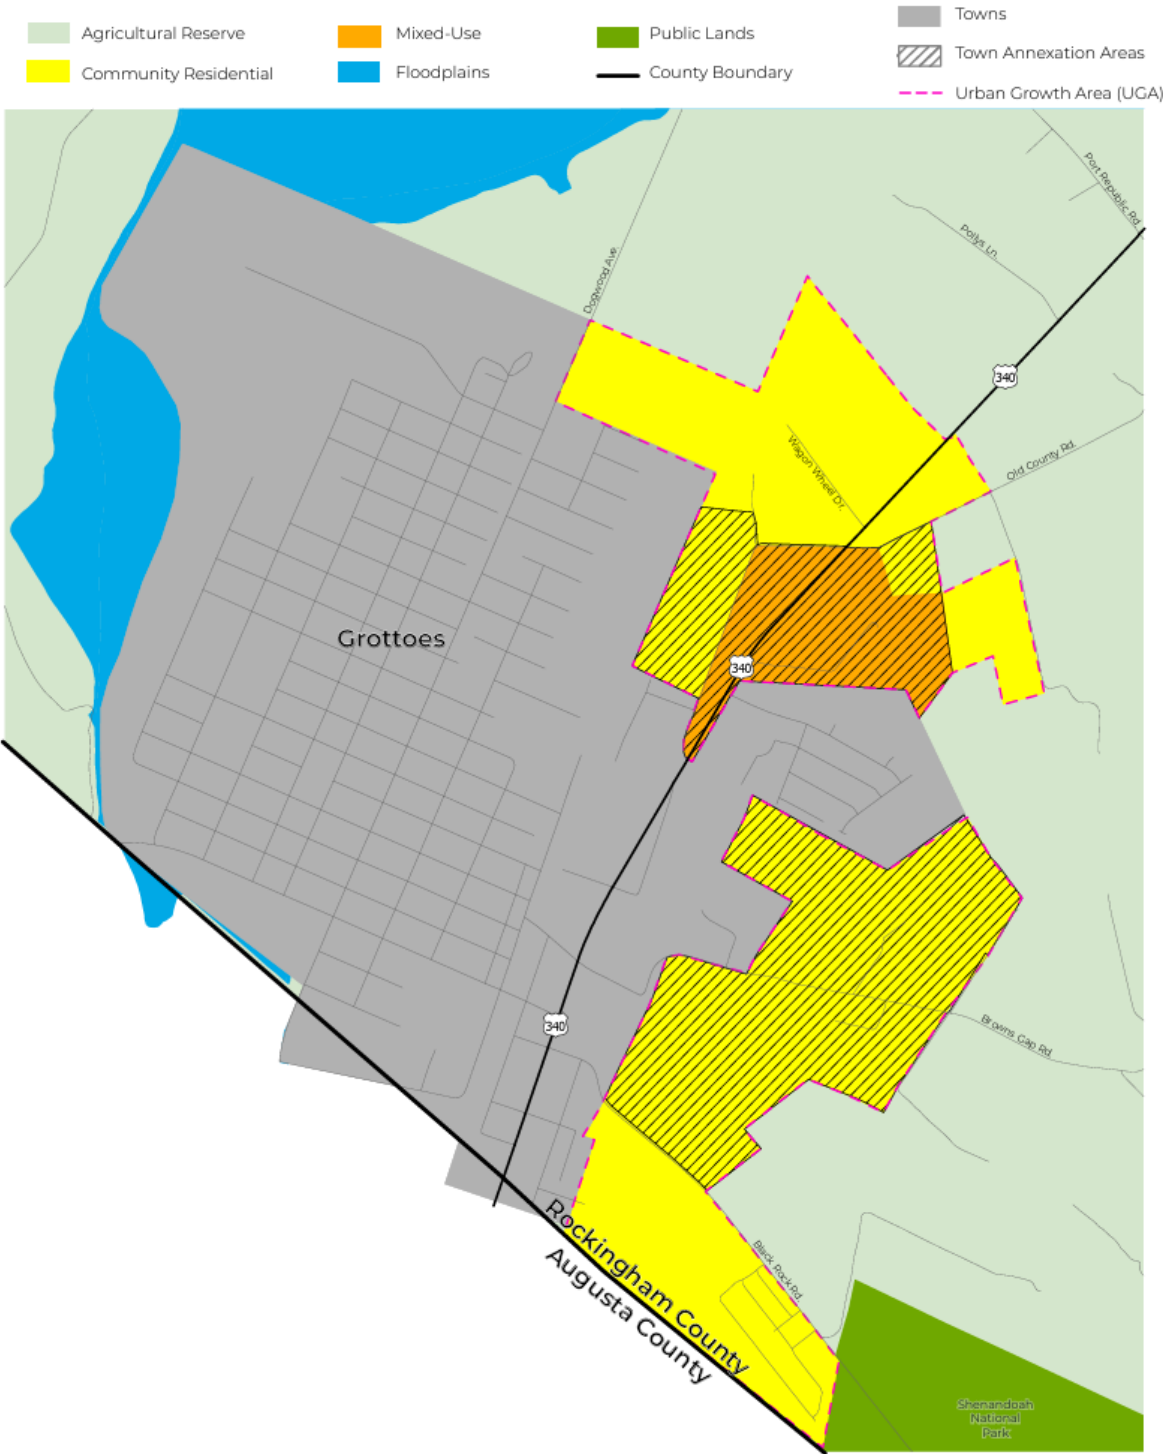 Agricultural Reserve
Mixed-Use
Public Lands
Towns
Community Residential
Floodplains
County Boundary
Town Annexation Areas
Urban Growth Area (UGA)
Port Republic Rd.
Pollys Ln.
Dogwood Ave.
340
Old County Rd.
Wagon Wheel Dr.
Grottoes
340
340
Browns Gap Rd.
Rockingham County
Augusta County
Black Rock Rd.
Shenandoah
National
Park